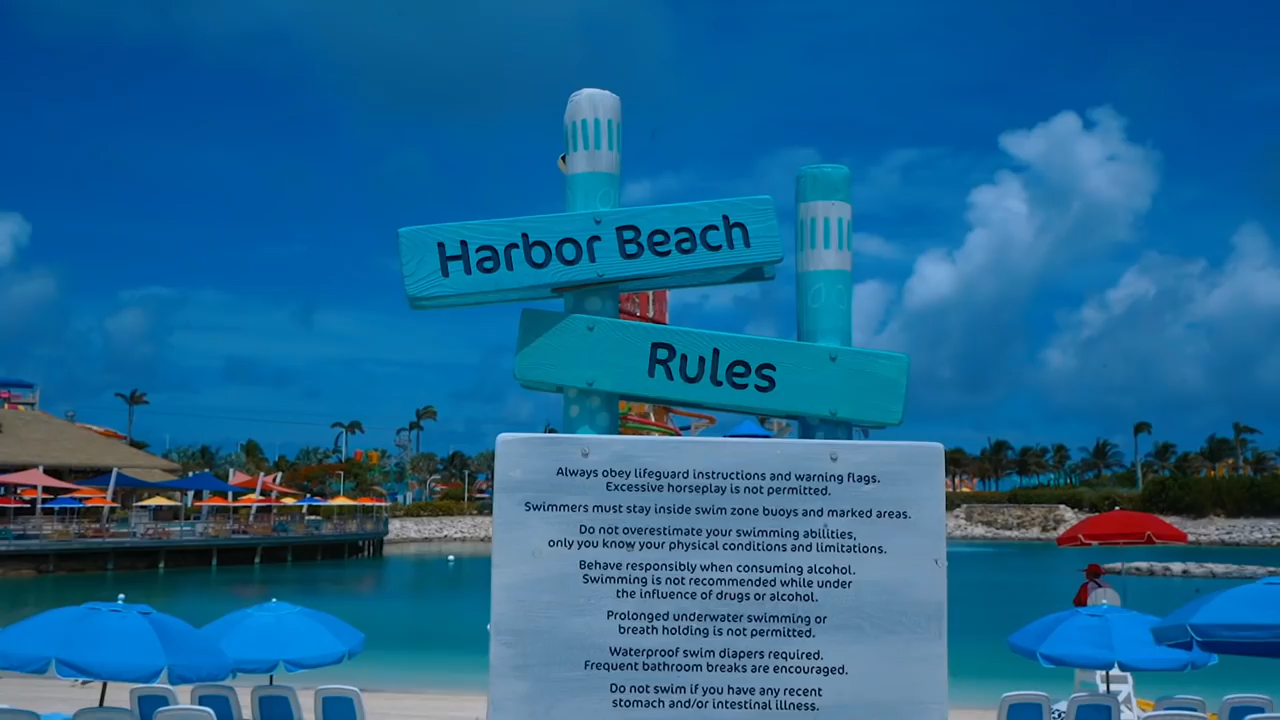 Harbor Beach
Rules
Always obey lifeguard instructions and warning flags.
Excessive horseplay is not permitted.
Swimmers must stay inside swim zone buoys and marked areas.
Do not overestimate your swimming abilities,
only you know your physical conditions and limitations.
Behave responsibly when consuming alcohol.
Swimming is not recommended while under
the influence of drugs or alcohol.
Prolonged underwater swimming or
breath holding is not permitted.
Waterproof swim diapers required.
Frequent bathroom breaks are encouraged.
Do not swim if you have any recent
stomach and/or intestinal illness.